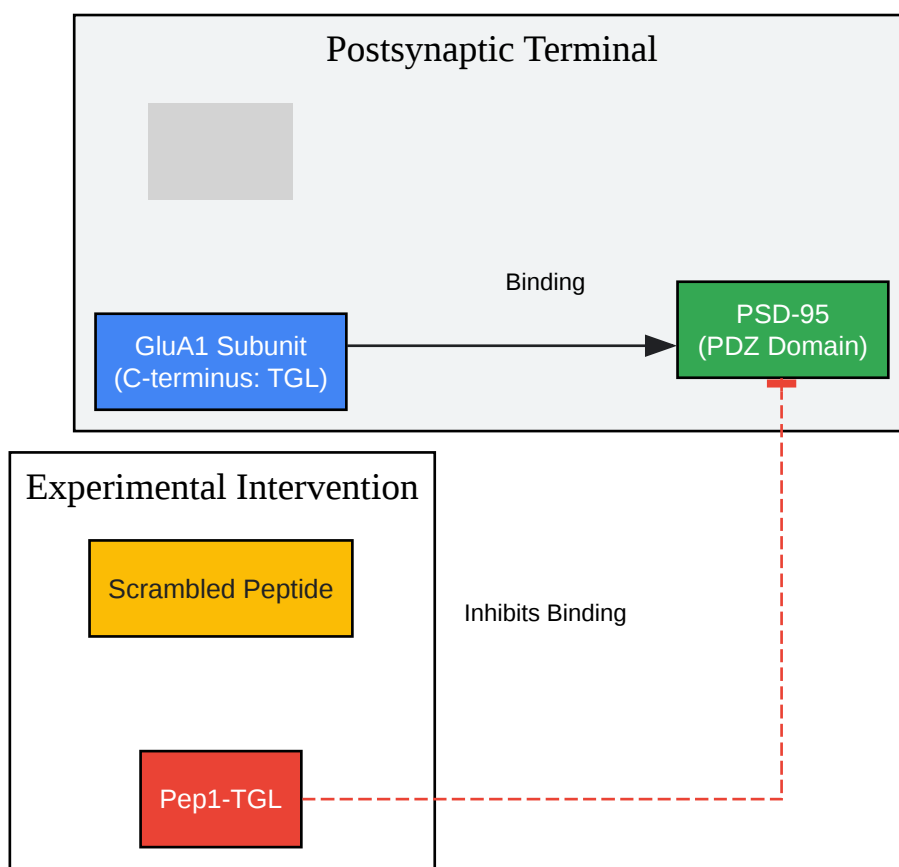 Postsynaptic Terminal
Binding
GluA1 Subunit
(C-terminus: TGL)
PSD-95
(PDZ Domain)
Experimental Intervention
Scrambled Peptide
Inhibits Binding
Pep1-TGL